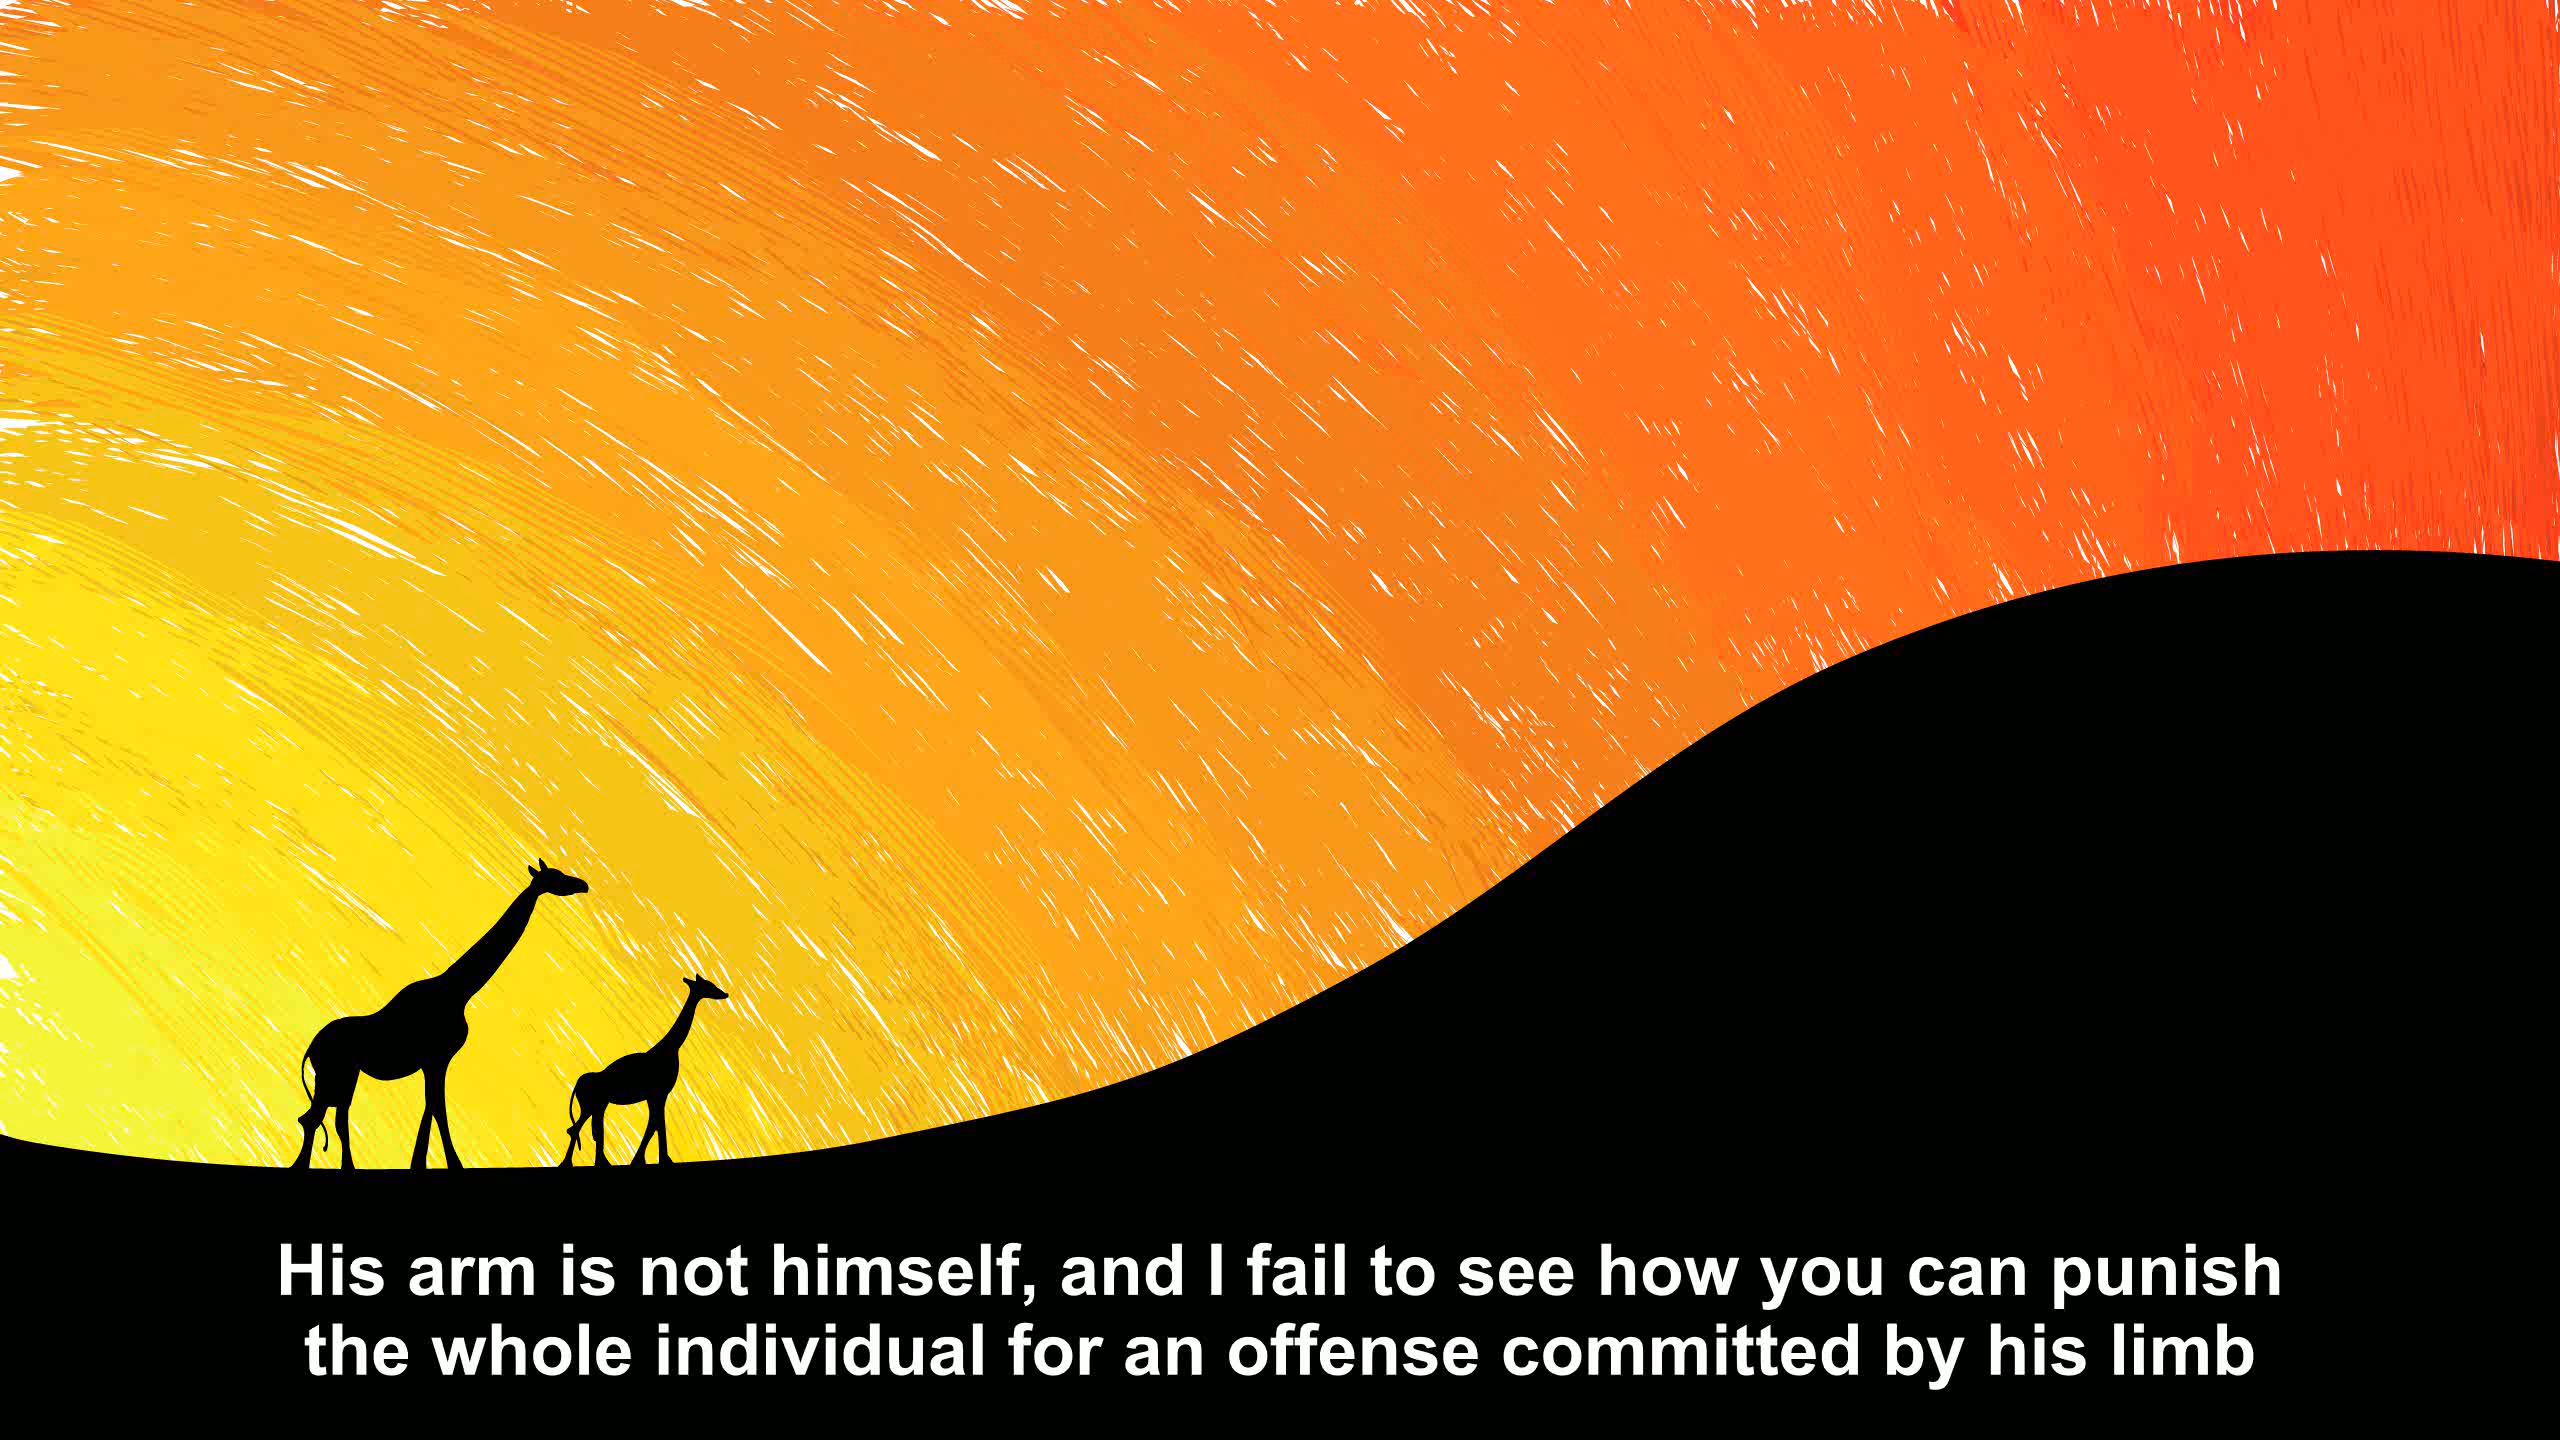 His arm is not himself, and I fail to see how you can punish
the whole individual for an offense committed by his limb